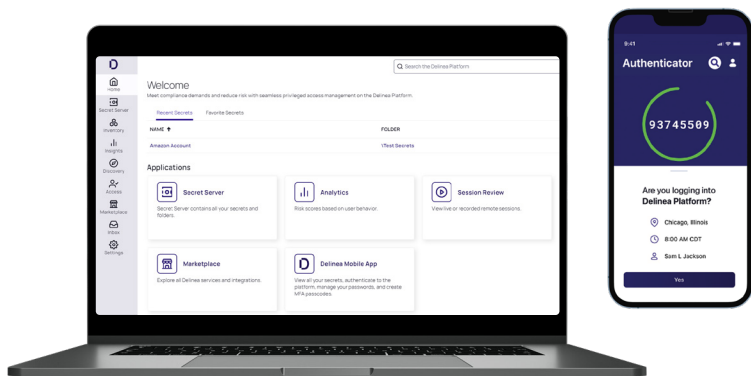 D
Search the Delinea Platform
Home
Secret Server
Inventory
Insights
Discovery
Access
Marketplace
Inbox
Settings
Welcome
Meet compliance demands and reduce risk with seamless privileged access management on the Delinea Platform.
Recent Secrets Favorite Secrets
NAME ↑ FOLDER
Amazon Account 1Test Secrets
Applications
Secret Server
Secret Server contains all your secrets and
folders.
Analytics
Risk scores based on user behavior.
Session Review
View live or recorded remote sessions.
Marketplace
Explore all Delinea services and integrations.
D
Delinea Mobile App
View all your secrets, authenticate to the
platform, manage your passwords, and create
MFA passcodes.
9:41
Authenticator
93745509
Are you logging into
Delinea Platform?
Chicago, Illinois
8:00 AM CDT
Sam L Jackson
Yes